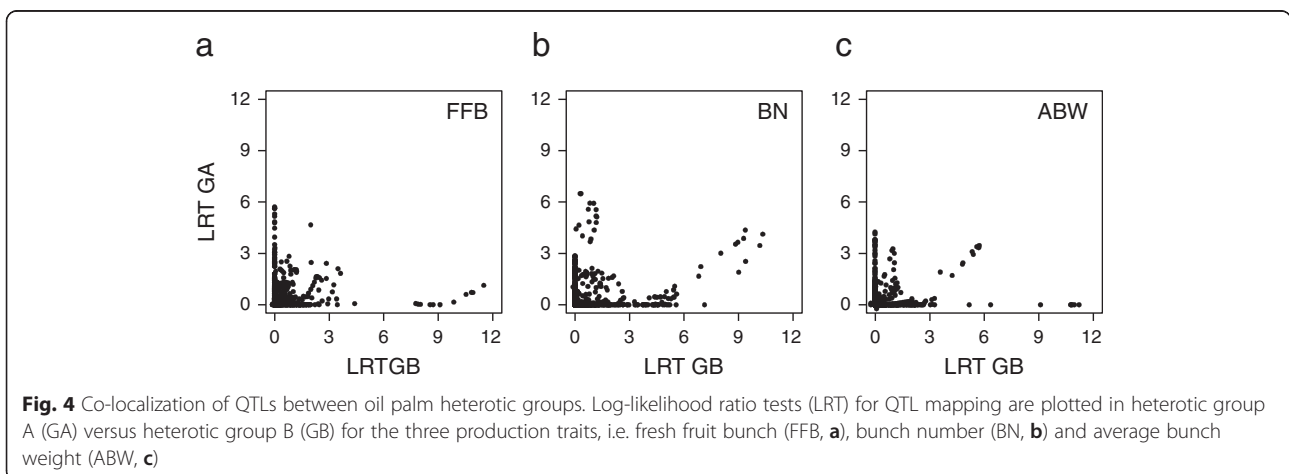 a
b
c
FFB
12
9
6
3
0
LRT GA
0 3 6 9 12
LRTGB
BN
12
9
6
3
0
0 3 6 9 12
LRT GB
ABW
12
9
6
3
0
0 3 6 9 12
LRT GB
Fig. 4 Co-localization of QTLs between oil palm heterotic groups. Log-likelihood ratio tests (LRT) for QTL mapping are plotted in heterotic group
A (GA) versus heterotic group B (GB) for the three production traits, i.e. fresh fruit bunch (FFB, a), bunch number (BN, b) and average bunch
weight (ABW, c)